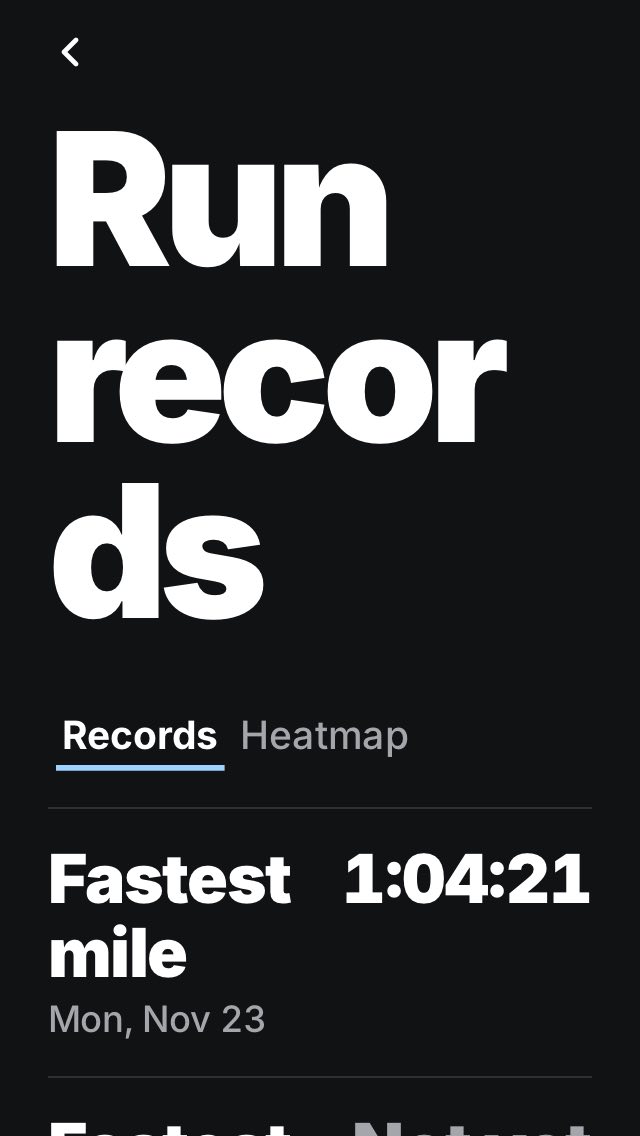 Run
recor
ds
Records Heatmap
Fastest 1:04:21
mile
Mon, Nov 23